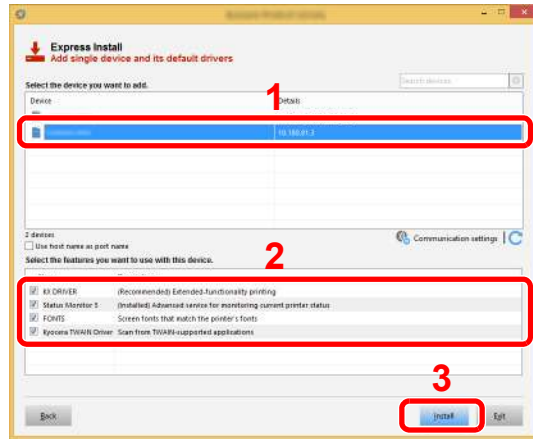 Express Install
Add single device and its default drivers
Select the device you want to add.
Search devices
1
Device Details
10.180.81.3
2 devices
Communication settings
Use host name as port name
2
Select the features you want to use with this device.
KX DRIVER (Recommended) Extended-functionality printing
Status Monitor 5 (Installed) Advanced service for monitoring current printer status
FONTS Screen fonts that match the printer's fonts
Kyocera TWAIN Driver Scan from TWAIN-supported applications
3
Back Install Exit